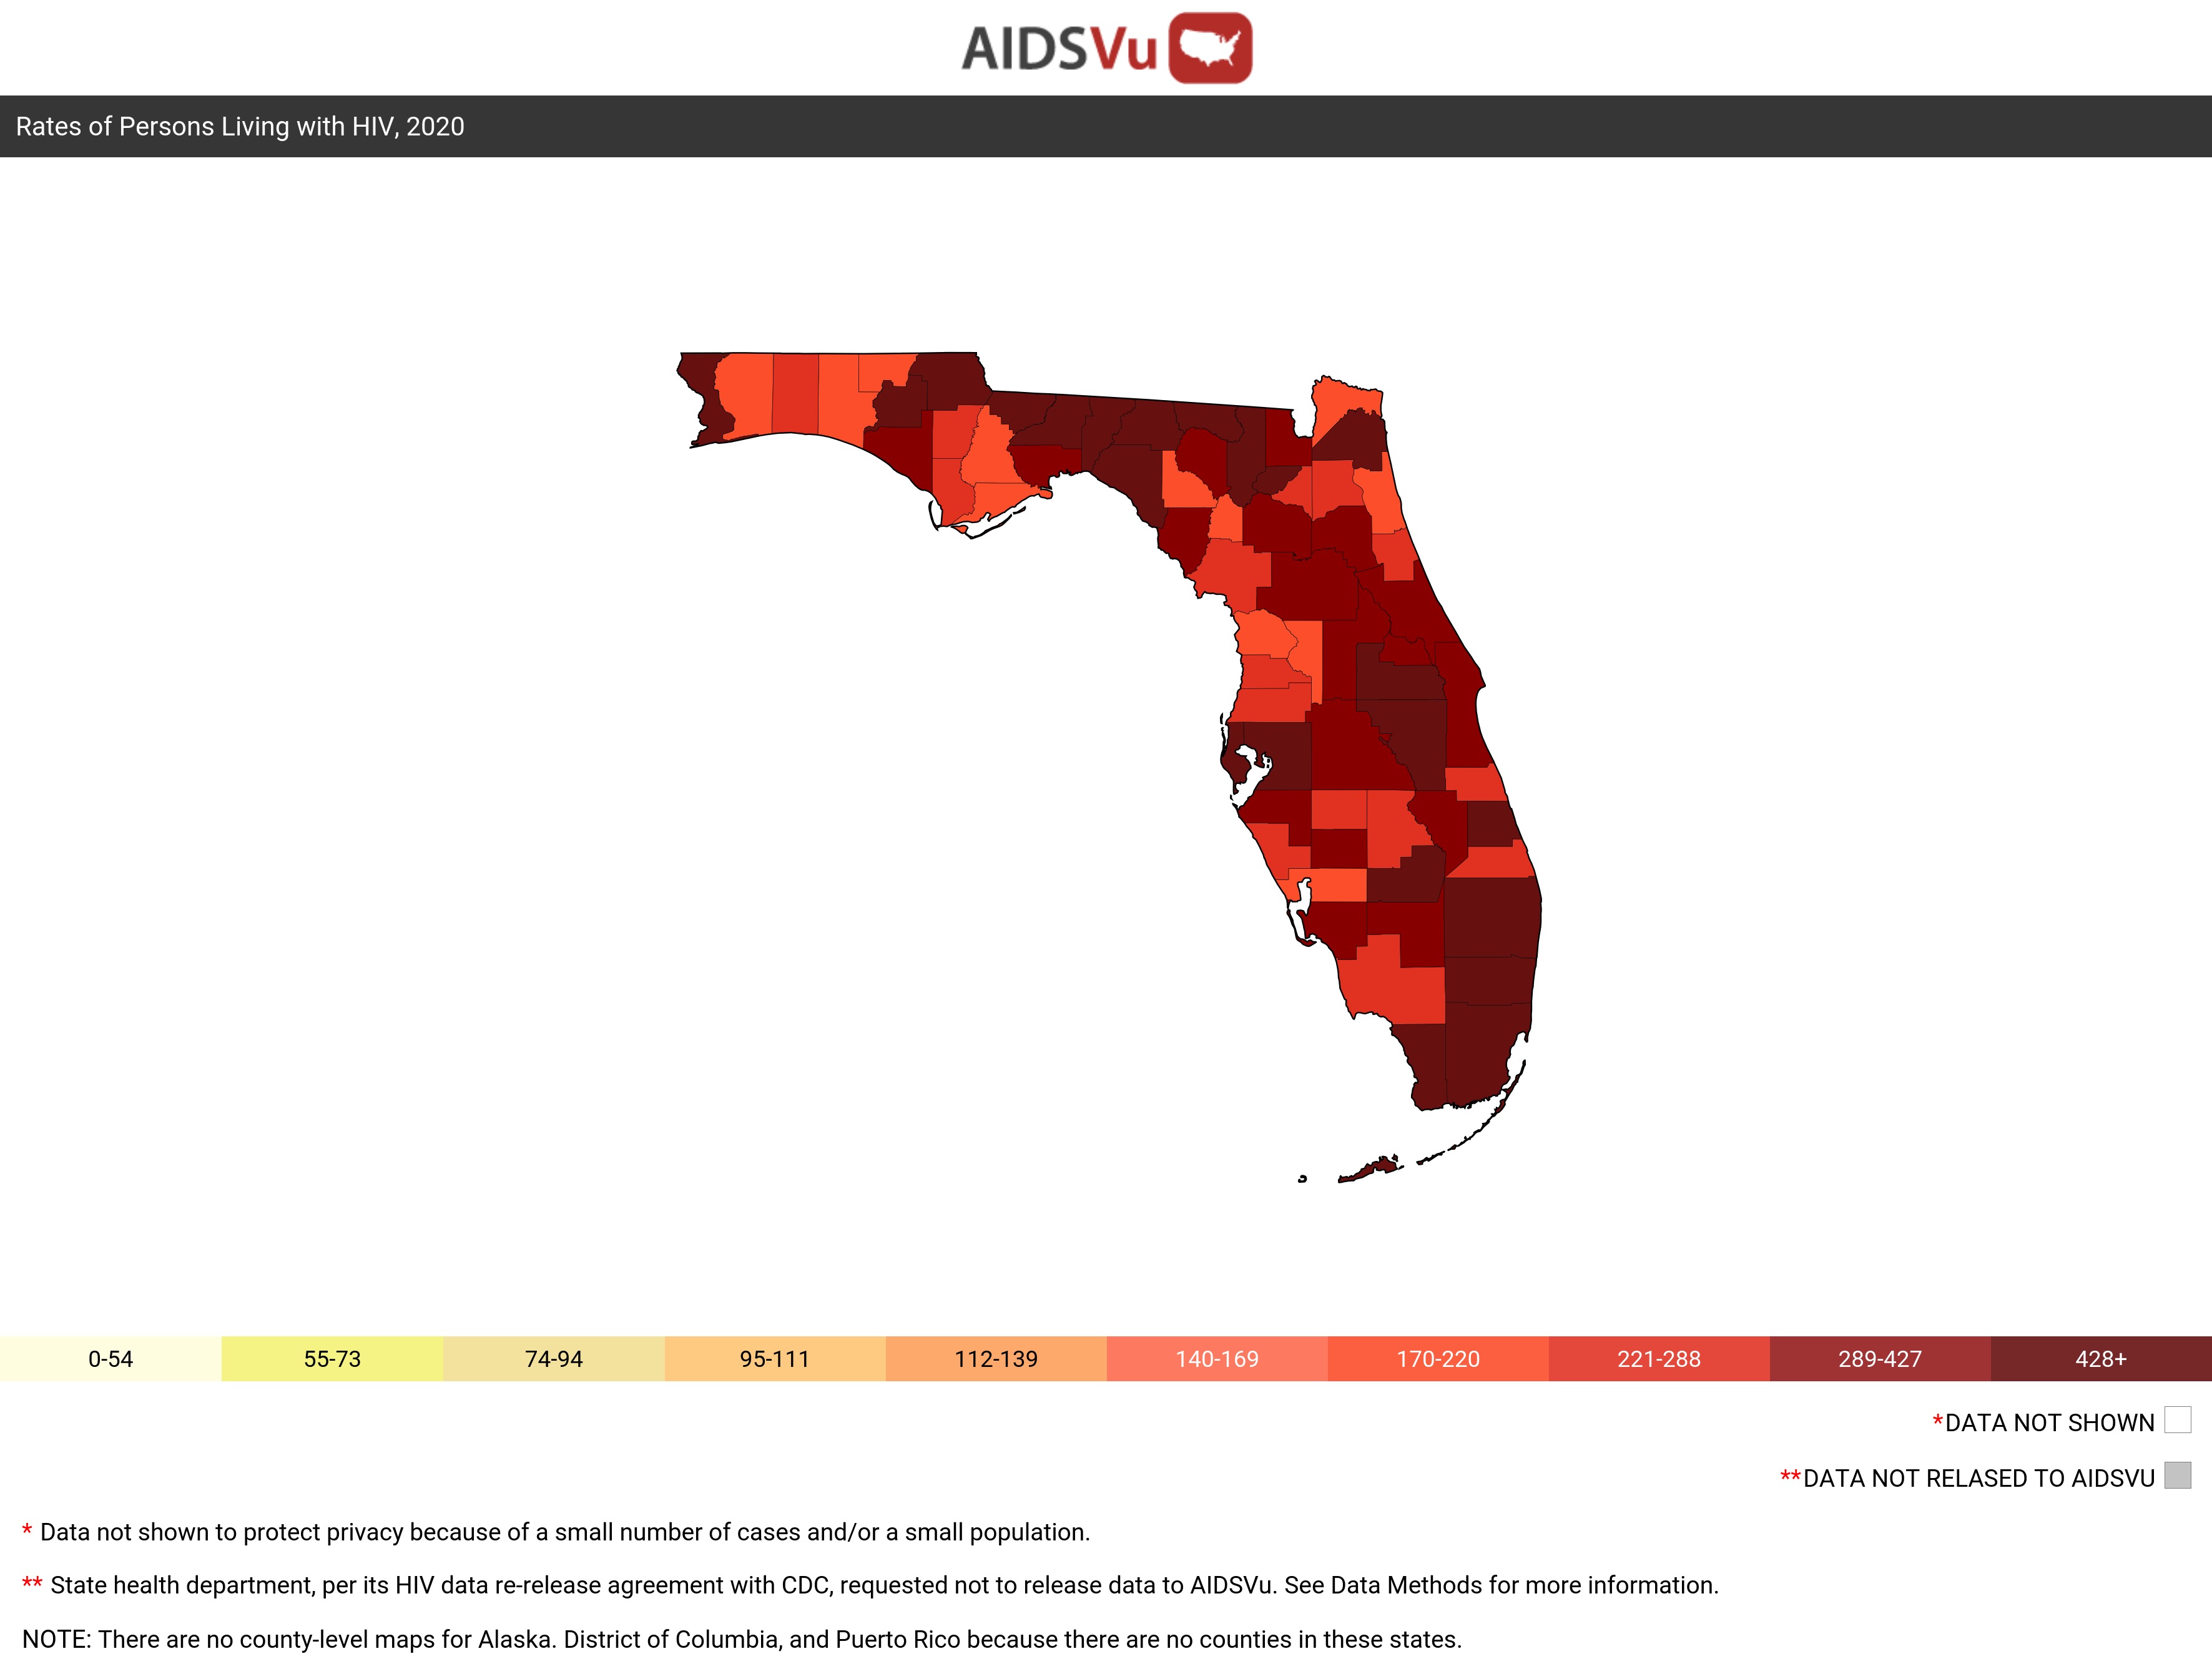 AIDSVu
Rates of Persons Living with HIV, 2020
0-54 55-73 74-94 95-111 112-139 140-169 170-220 221-288 289-427 428+
*DATA NOT SHOWN
**DATA NOT RELASED TO AIDSVU
* Data not shown to protect privacy because of a small number of cases and/or a small population.
** State health department, per its HIV data re-release agreement with CDC, requested not to release data to AIDSVu. See Data Methods for more information.
NOTE: There are no county-level maps for Alaska. District of Columbia, and Puerto Rico because there are no counties in these states.